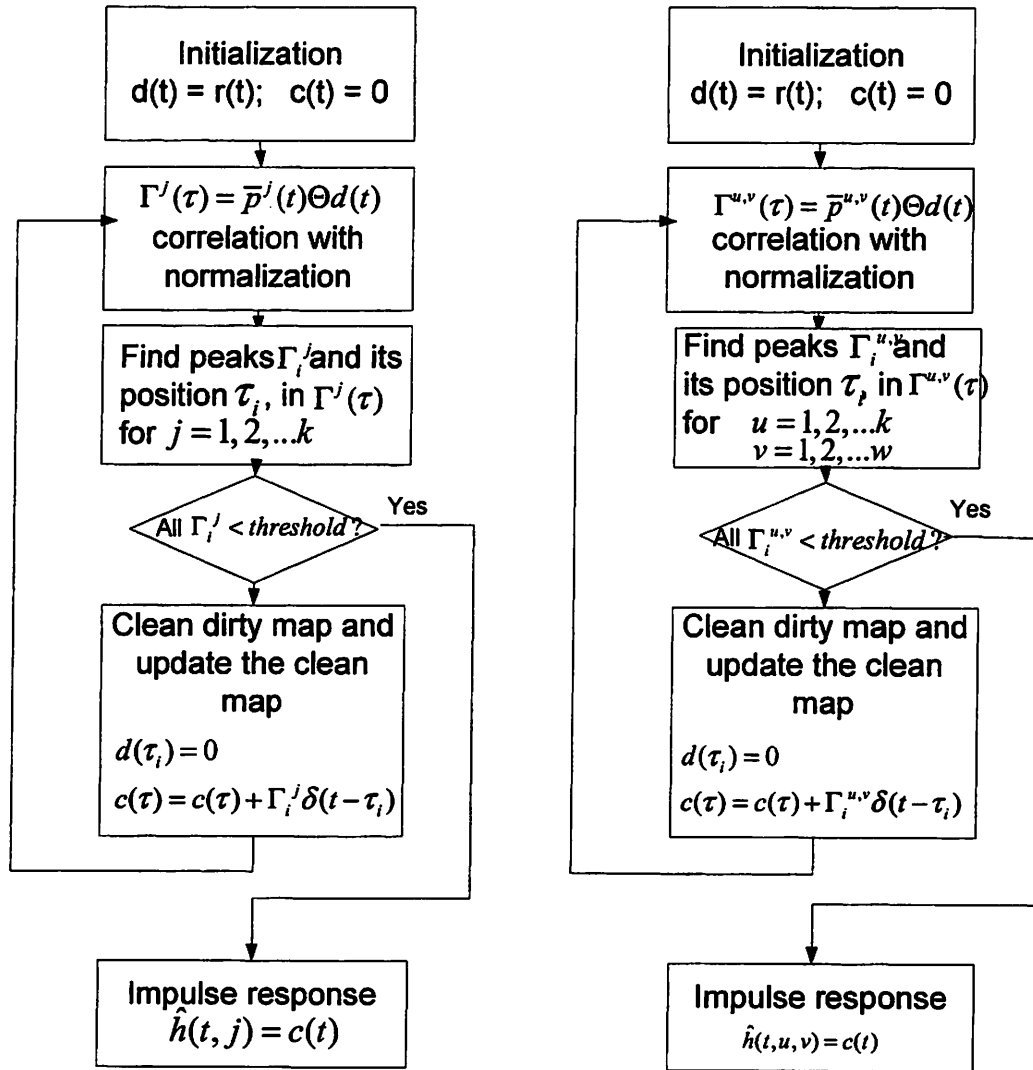 Initialization
d(t) = r(t);   c(t) = 0
Γ^j(τ) = p̄^j(t)Θd(t)
correlation with
normalization
Find peaks Γ_i^j and its
position τ_i, in Γ^j(τ)
for j = 1, 2, ...k
All Γ_i^j < threshold?
Yes
Clean dirty map and
update the clean
map
d(τ_i) = 0
c(τ) = c(τ) + Γ_i^j δ(t − τ_i)
Impulse response
ĥ(t, j) = c(t)
Initialization
d(t) = r(t);   c(t) = 0
Γ^{u,v}(τ) = p̄^{u,v}(t)Θd(t)
correlation with
normalization
Find peaks Γ_i^{u,v} and
its position τ_i, in Γ^{u,v}(τ)
for u = 1, 2, ...k
v = 1, 2, ...w
All Γ_i^{u,v} < threshold?
Yes
Clean dirty map and
update the clean
map
d(τ_i) = 0
c(τ) = c(τ) + Γ_i^{u,v} δ(t − τ_i)
Impulse response
ĥ(t, u, v) = c(t)